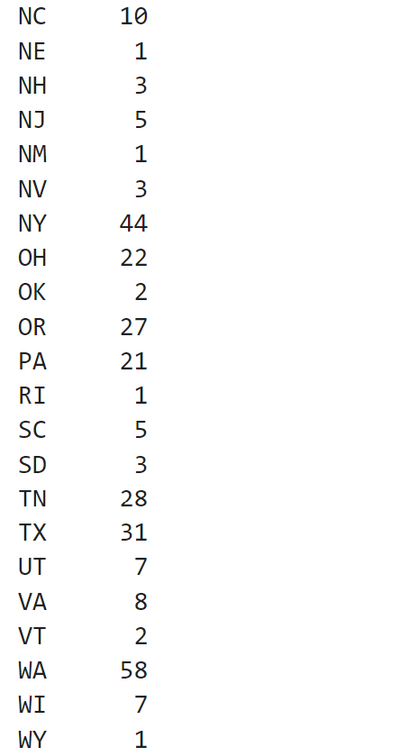 NC 10
NE 1
NH 3
NJ 5
NM 1
NV 3
NY 44
OH 22
OK 2
OR 27
PA 21
RI 1
SC 5
SD 3
TN 28
TX 31
UT 7
VA 8
VT 2
WA 58
WI 7
WY 1